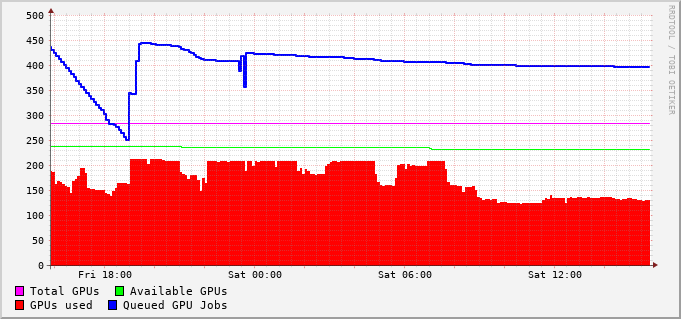 500
450
400
350
300
250
200
150
100
50
0
Fri 18:00 Sat 00:00 Sat 06:00 Sat 12:00
Total GPUs Available GPUs
GPUs used Queued GPU Jobs
RRDTOOL / TOBI OETIKER